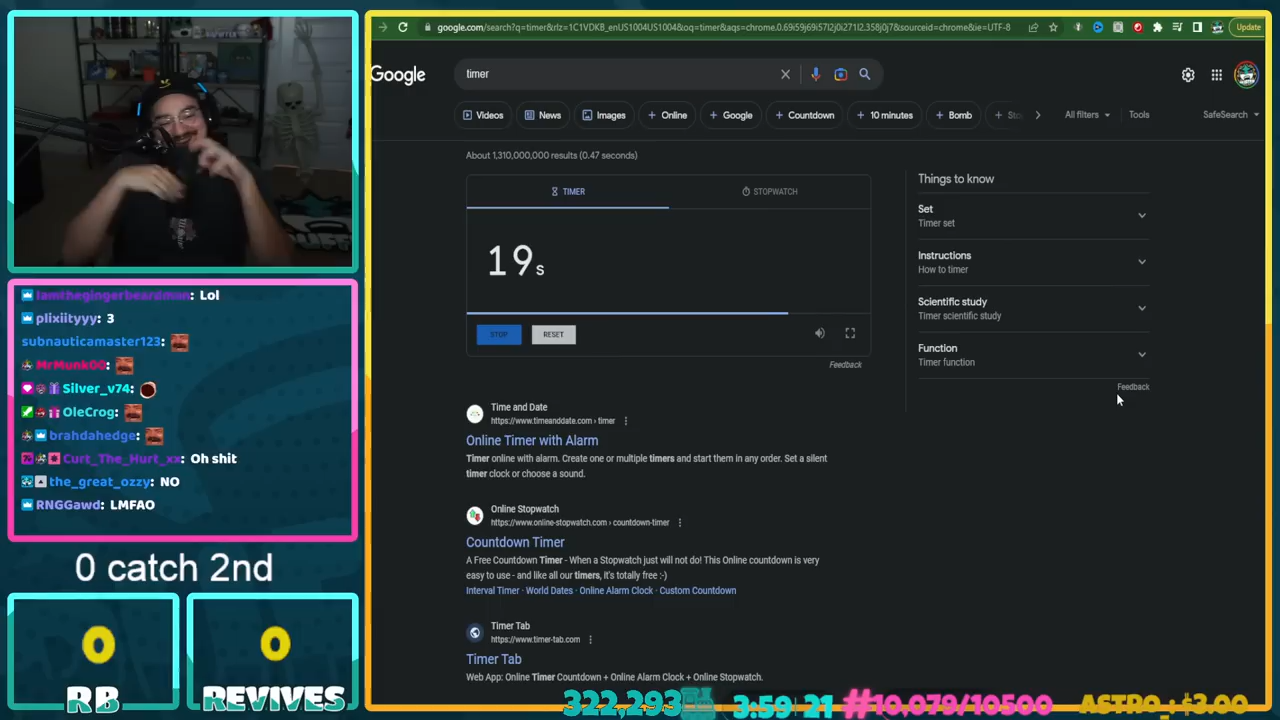 google.com/search?q=timer&rlz=1C1VDKB_enUS1004US1004&oq=timer&aqs=chrome.0.69i59j69i57l2j0i271l2.358j0j7&sourceid=chrome&ie=UTF-8
Update
Google
timer
Videos
News
Images
Online
Google
Countdown
10 minutes
Bomb
All filters
Tools
SafeSearch
About 1,310,000,000 results (0.47 seconds)
TIMER
STOPWATCH
19s
STOP
RESET
Feedback
Things to know
Set
Timer set
Instructions
How to timer
Scientific study
Timer scientific study
Function
Timer function
Feedback
Time and Date
https://www.timeanddate.com › timer
Online Timer with Alarm
Timer online with alarm. Create one or multiple timers and start them in any order. Set a silent
timer clock or choose a sound.
Online Stopwatch
https://www.online-stopwatch.com › countdown-timer
Countdown Timer
A Free Countdown Timer - When a Stopwatch just will not do! This Online countdown is very
easy to use - and like all our timers, it's totally free :-)
Interval Timer · World Dates · Online Alarm Clock · Custom Countdown
Timer Tab
https://www.timer-tab.com
Timer Tab
Web App: Online Timer Countdown + Online Alarm Clock + Online Stopwatch.
Iamthegingerbeardman: Lol
plixiityyy: 3
subnauticamaster123:
MrMunk00:
Silver_v74:
OleCrog:
brahdahedge:
Curt_The_Hurt_xx: Oh shit
the_great_ozzy: NO
RNGGawd: LMFAO
0 catch 2nd
0
RB
0
REVIVES
322,293
3:59:21
#10,079/10500
ASTRO_: $3.00